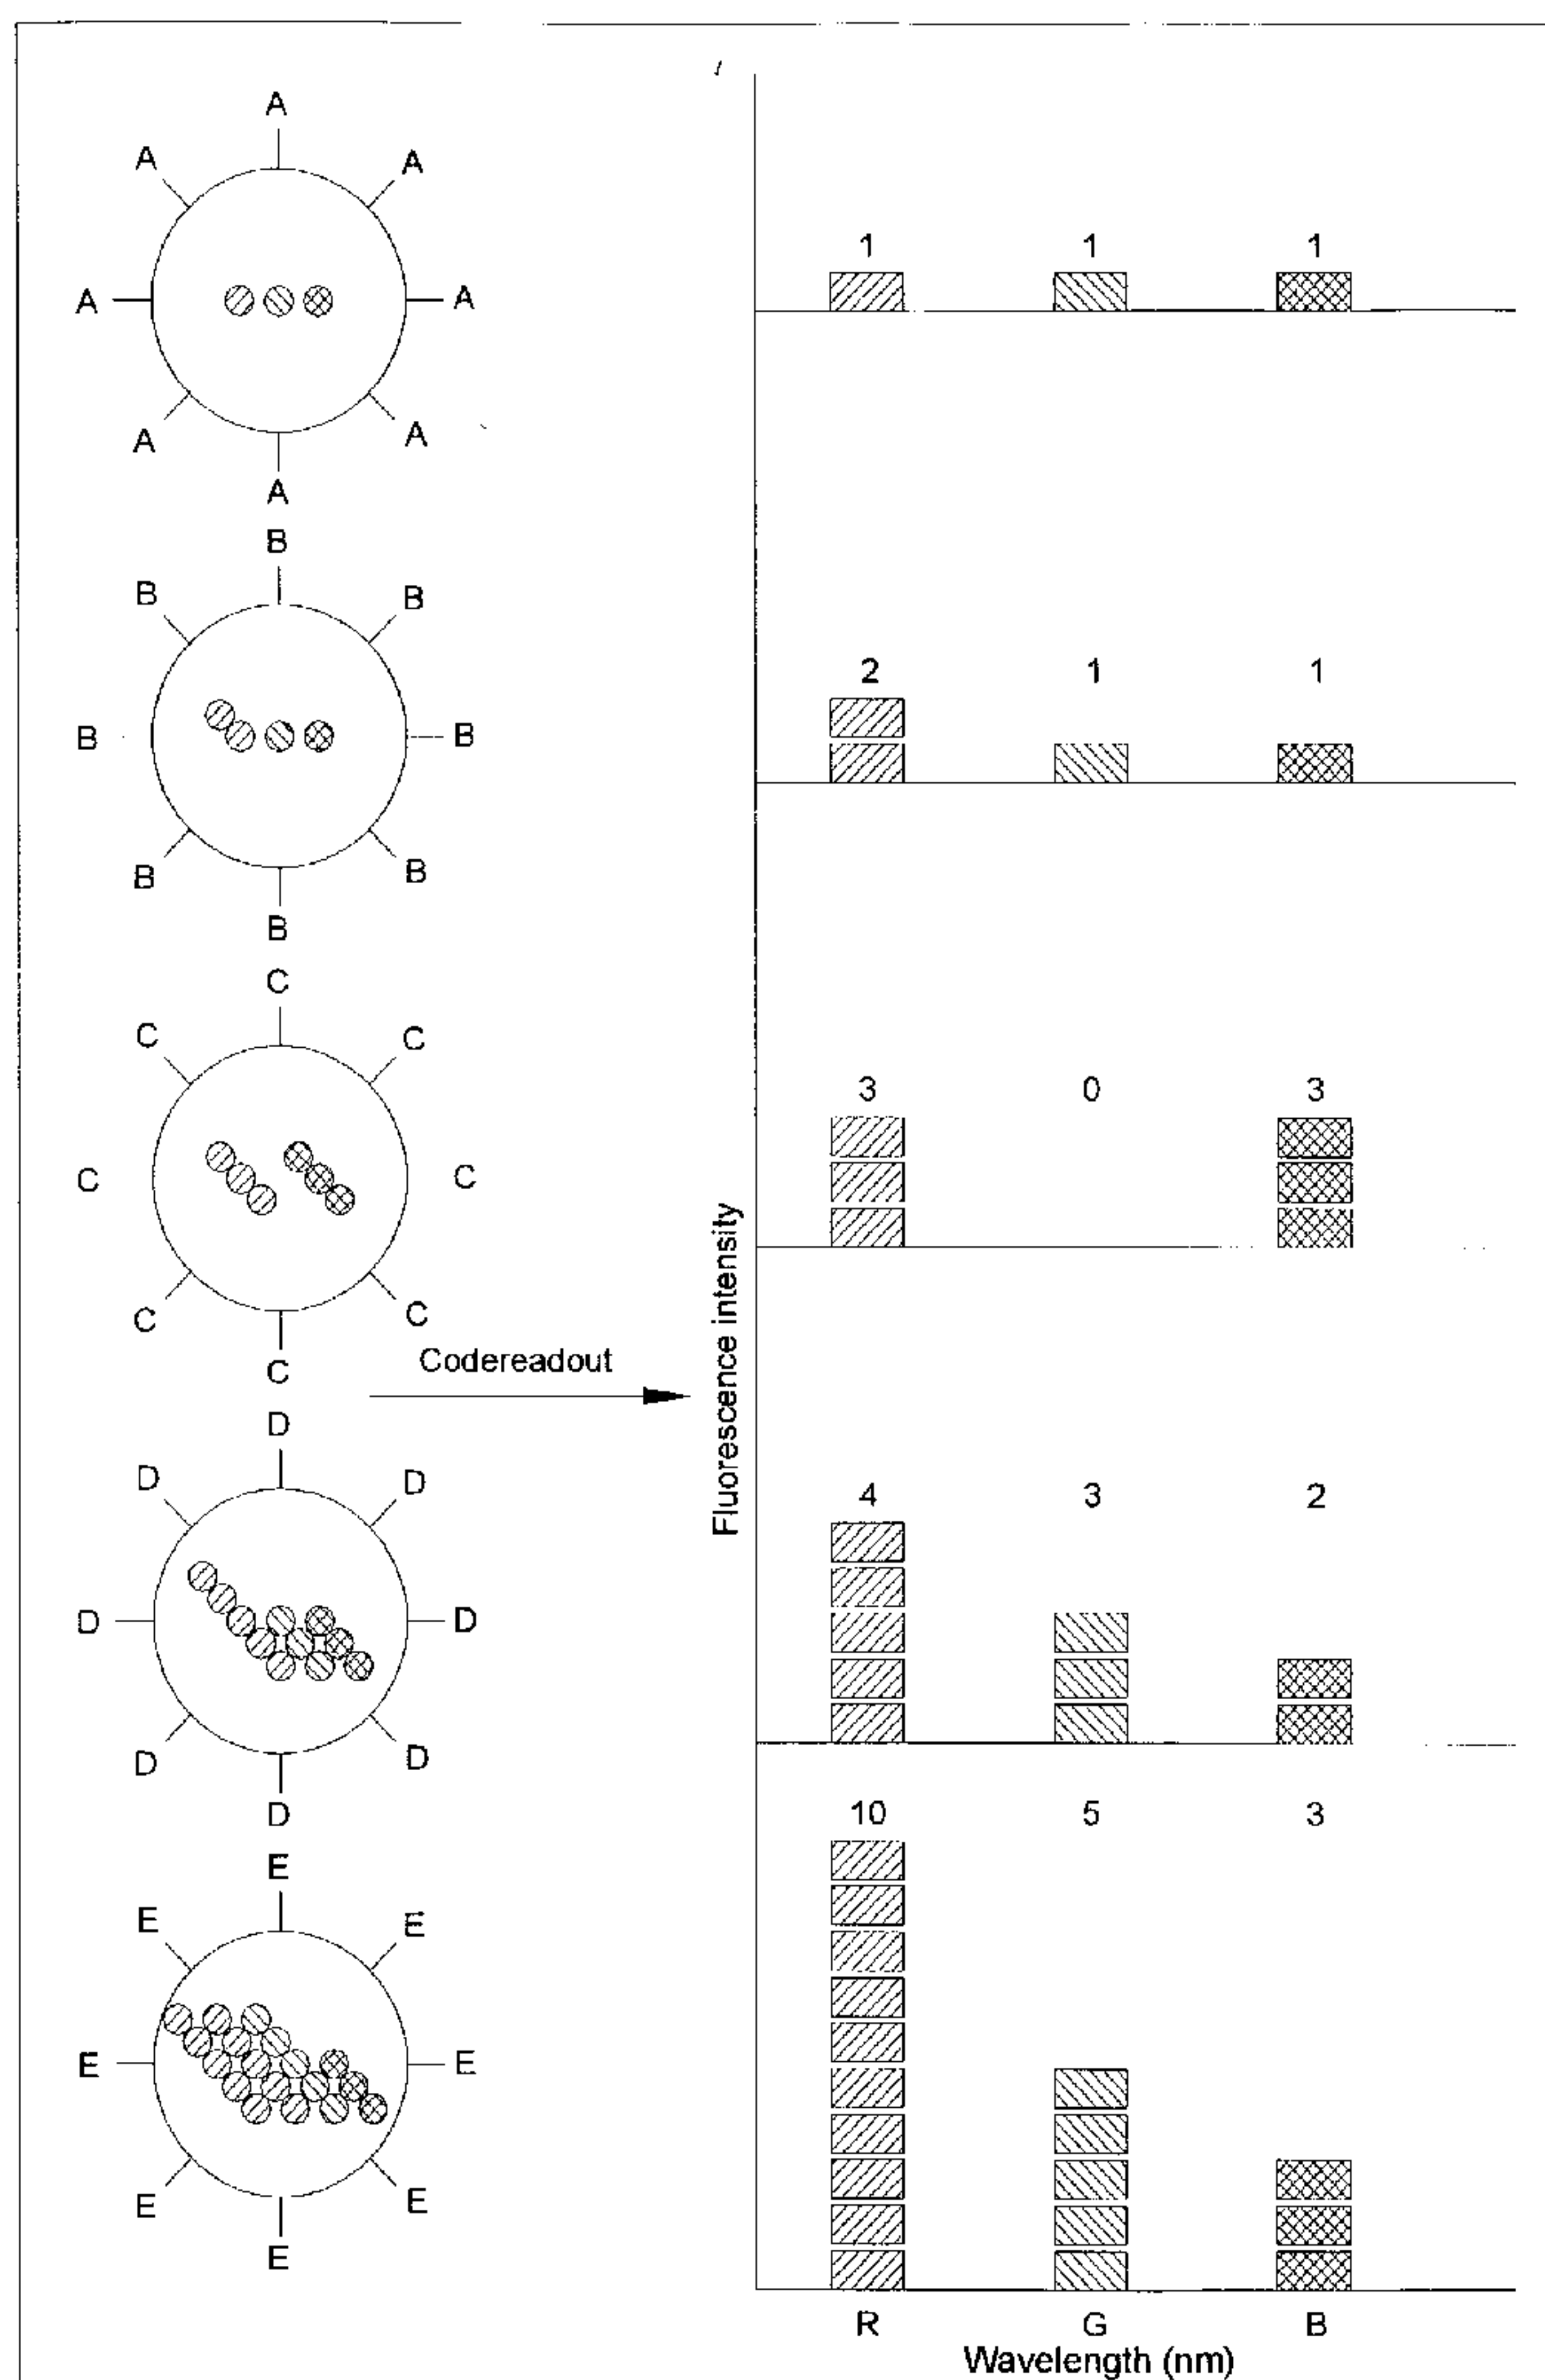 A
A A
A A
A A
A
1 1 1
B
B B
B B
B B
B
2 1 1
C
C C
C C
C C
C
3 0 3
Codereadout
Fluorescence intensity
D
D D
D D
D D
D
4 3 2
E
E E
E E
E E
E
10 5 3
R G B
Wavelength (nm)